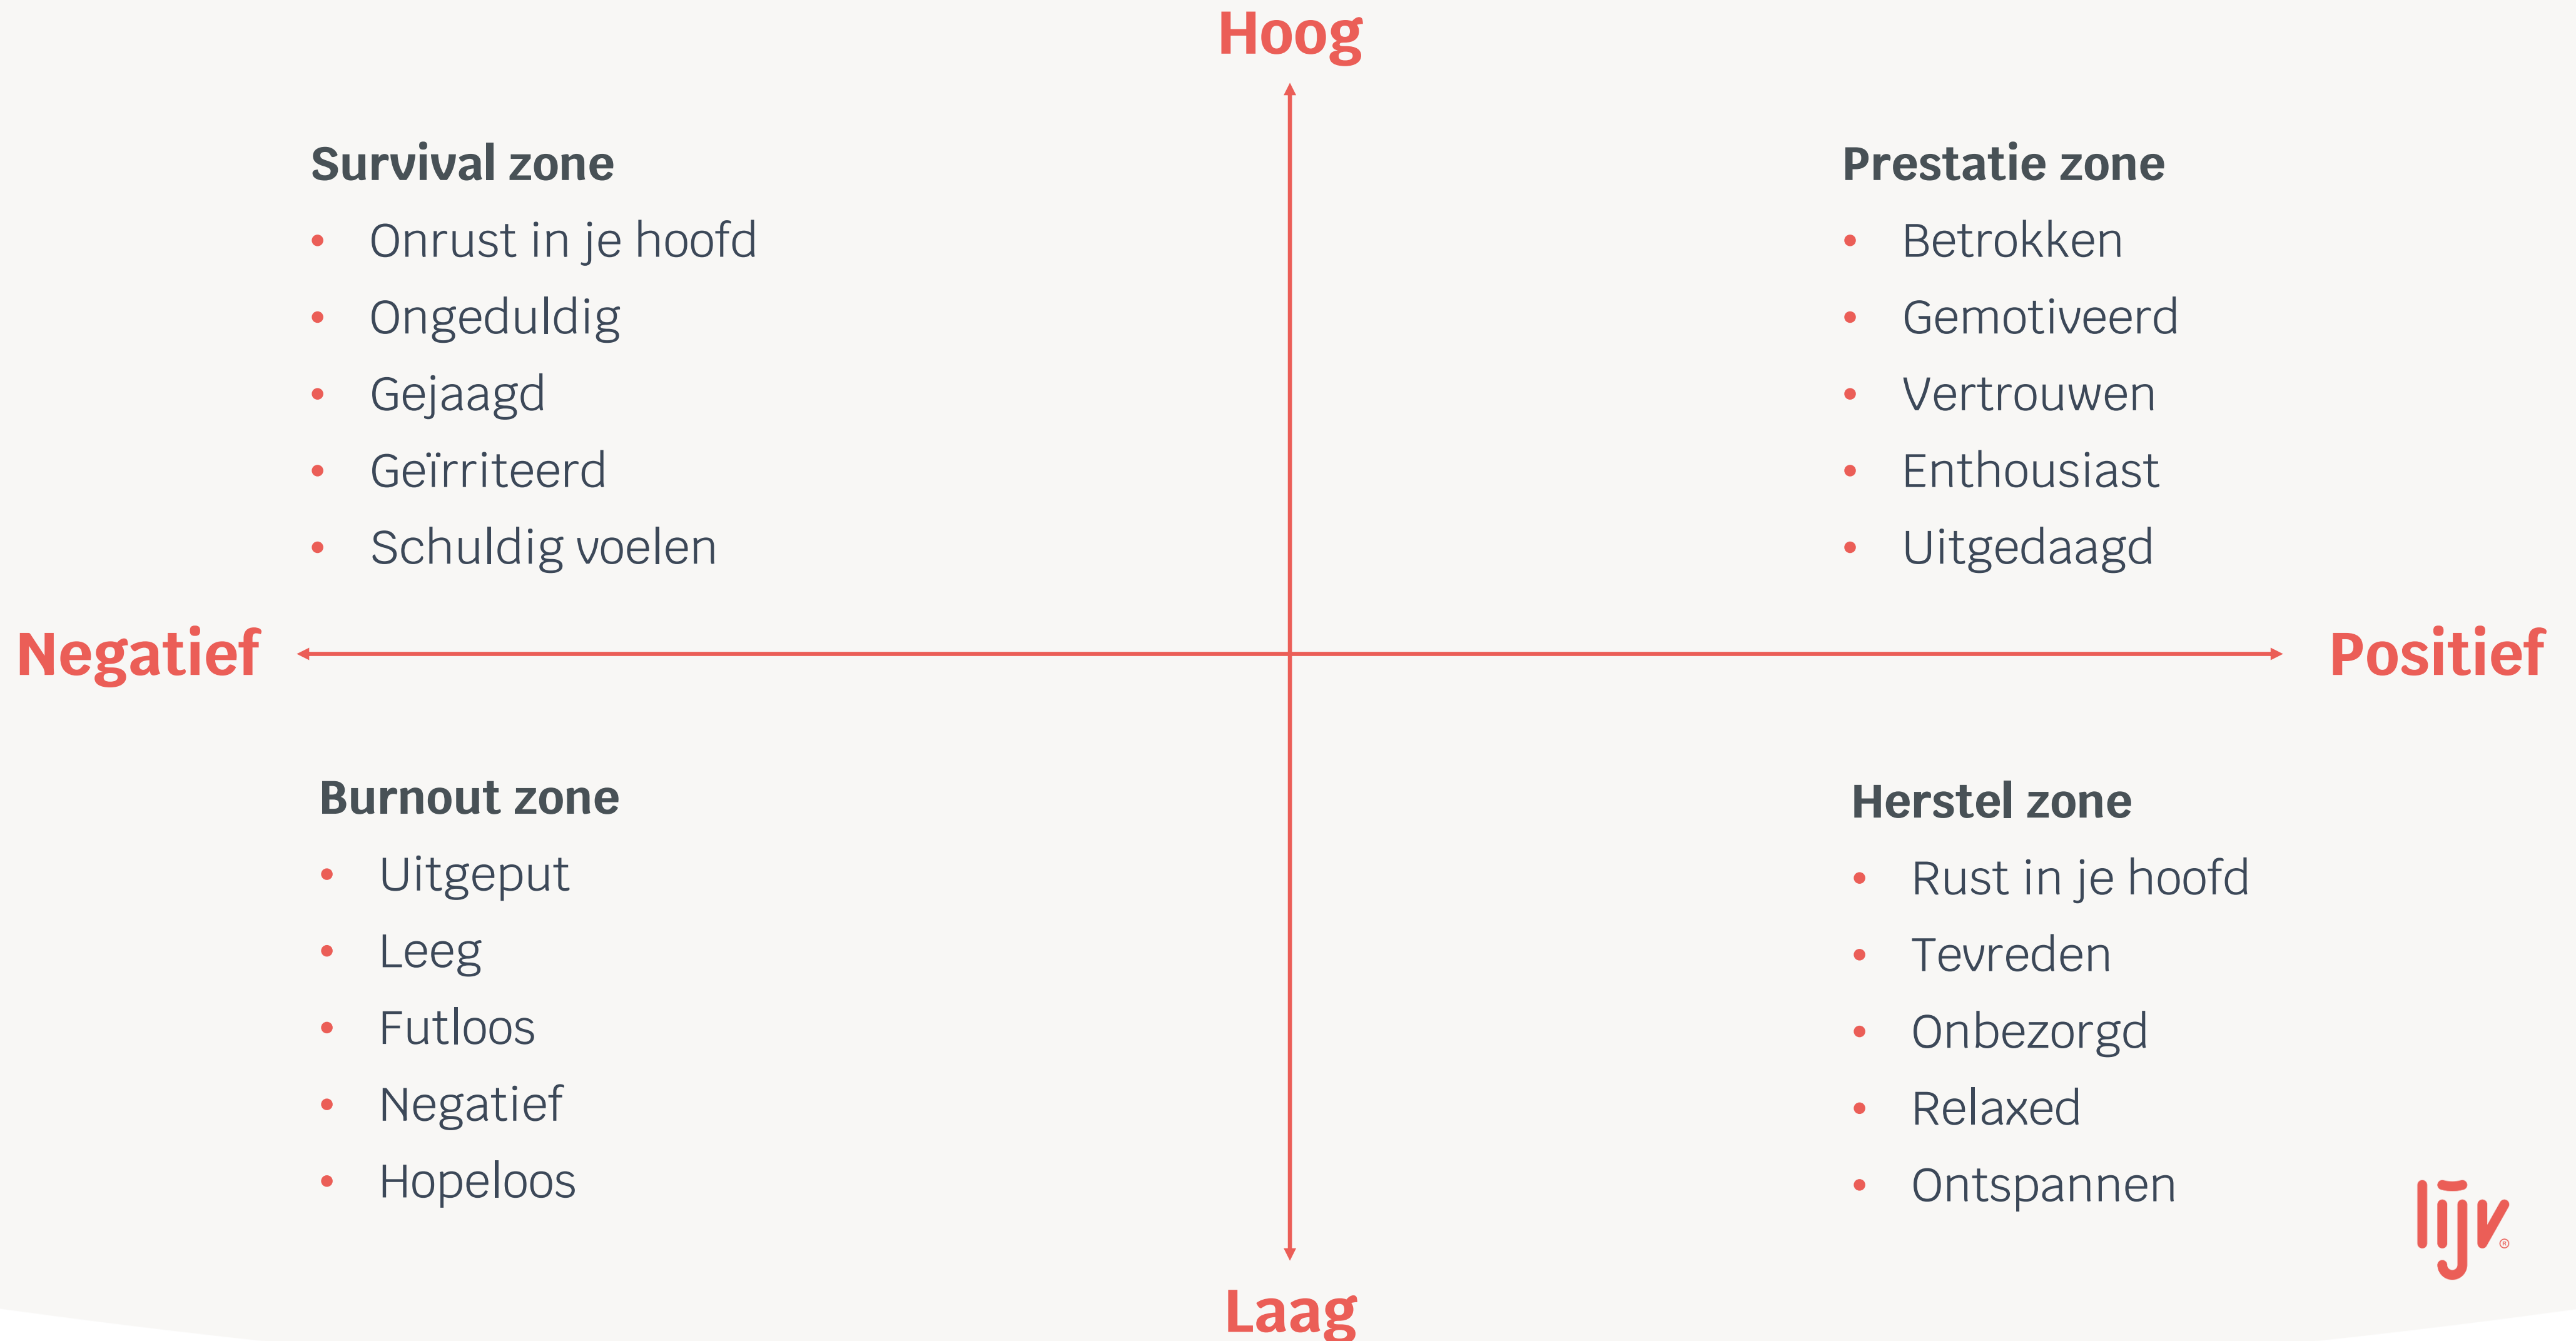 Hoog
Survival zone
• Onrust in je hoofd
• Ongeduldig
• Gejaagd
• Geïrriteerd
• Schuldig voelen
Prestatie zone
• Betrokken
• Gemotiveerd
• Vertrouwen
• Enthousiast
• Uitgedaagd
Negatief
Positief
Burnout zone
• Uitgeput
• Leeg
• Futloos
• Negatief
• Hopeloos
Herstel zone
• Rust in je hoofd
• Tevreden
• Onbezorgd
• Relaxed
• Ontspannen
lijv®
Laag